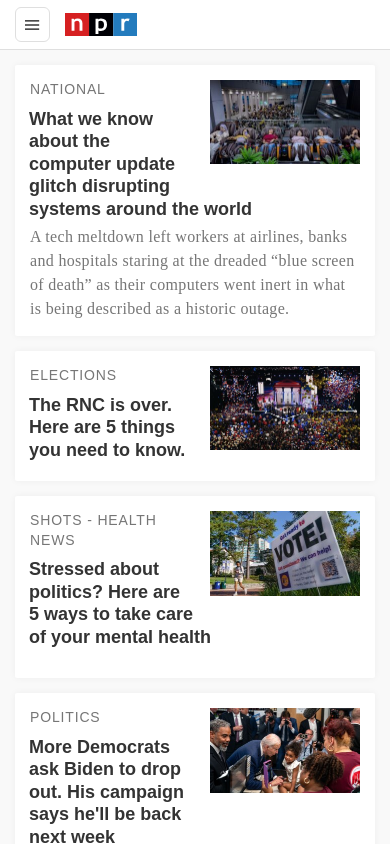 npr
NATIONAL
What we know
about the
computer update
glitch disrupting
systems around the world
A tech meltdown left workers at airlines, banks
and hospitals staring at the dreaded “blue screen
of death” as their computers went inert in what
is being described as a historic outage.
ELECTIONS
The RNC is over.
Here are 5 things
you need to know.
SHOTS - HEALTH
NEWS
Stressed about
politics? Here are
5 ways to take care
of your mental health
VOTE!
POLITICS
More Democrats
ask Biden to drop
out. His campaign
says he'll be back
next week